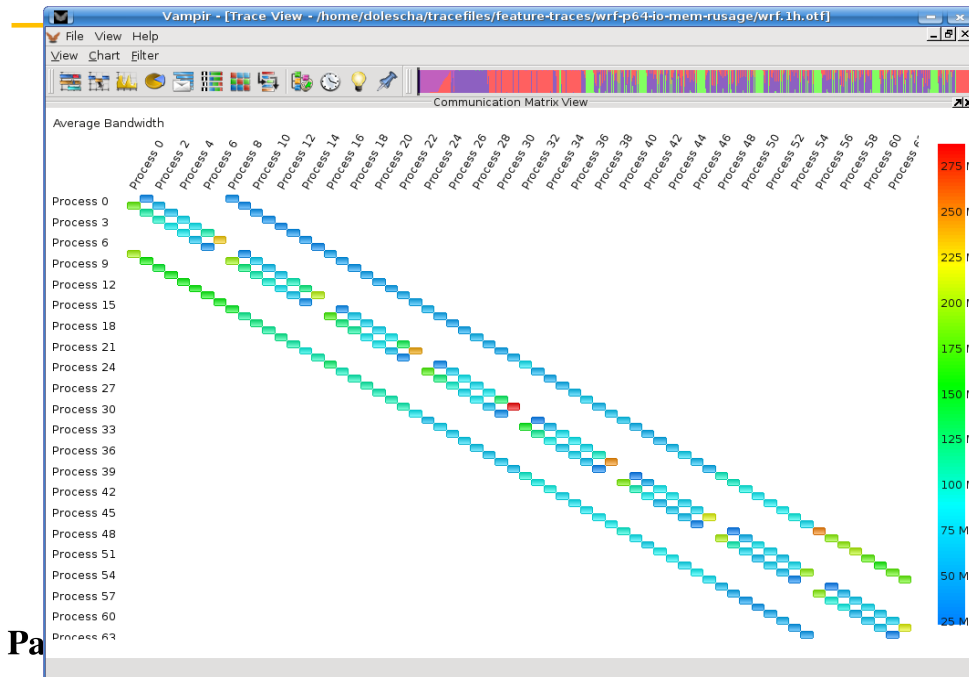 Vampir - [Trace View - /home/dolescha/tracefiles/feature-traces/wrf-p64-io-mem-rusage/wrf.1h.otf]
File View Help
View Chart Filter
Communication Matrix View
Average Bandwidth
Process 0
Process 2
Process 4
Process 6
Process 8
Process 10
Process 12
Process 14
Process 16
Process 18
Process 20
Process 22
Process 24
Process 26
Process 28
Process 30
Process 32
Process 34
Process 36
Process 38
Process 40
Process 42
Process 44
Process 46
Process 48
Process 50
Process 52
Process 54
Process 56
Process 58
Process 60
Process
Process 0
Process 3
Process 6
Process 9
Process 12
Process 15
Process 18
Process 21
Process 24
Process 27
Process 30
Process 33
Process 36
Process 39
Process 42
Process 45
Process 48
Process 51
Process 54
Process 57
Process 60
Process 63
275 M
250 M
225 M
200 M
175 M
150 M
125 M
100 M
75 M
50 M
25 M
Pa